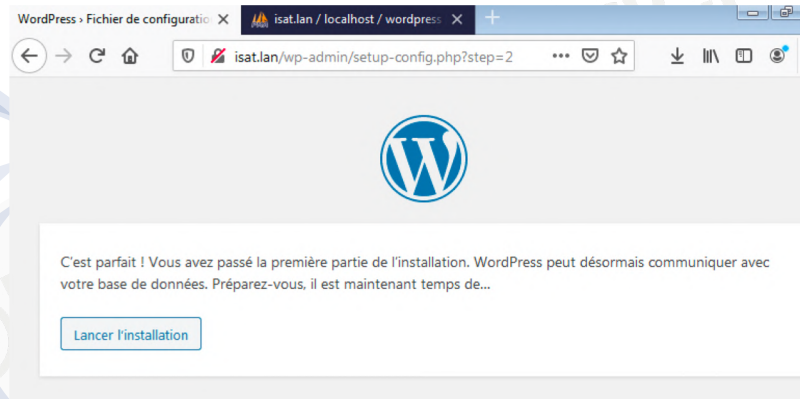 WordPress › Fichier de configuratio
isat.lan / localhost / wordpress
isat.lan/wp-admin/setup-config.php?step=2
C'est parfait ! Vous avez passé la première partie de l'installation. WordPress peut désormais communiquer avec
votre base de données. Préparez-vous, il est maintenant temps de...
Lancer l'installation